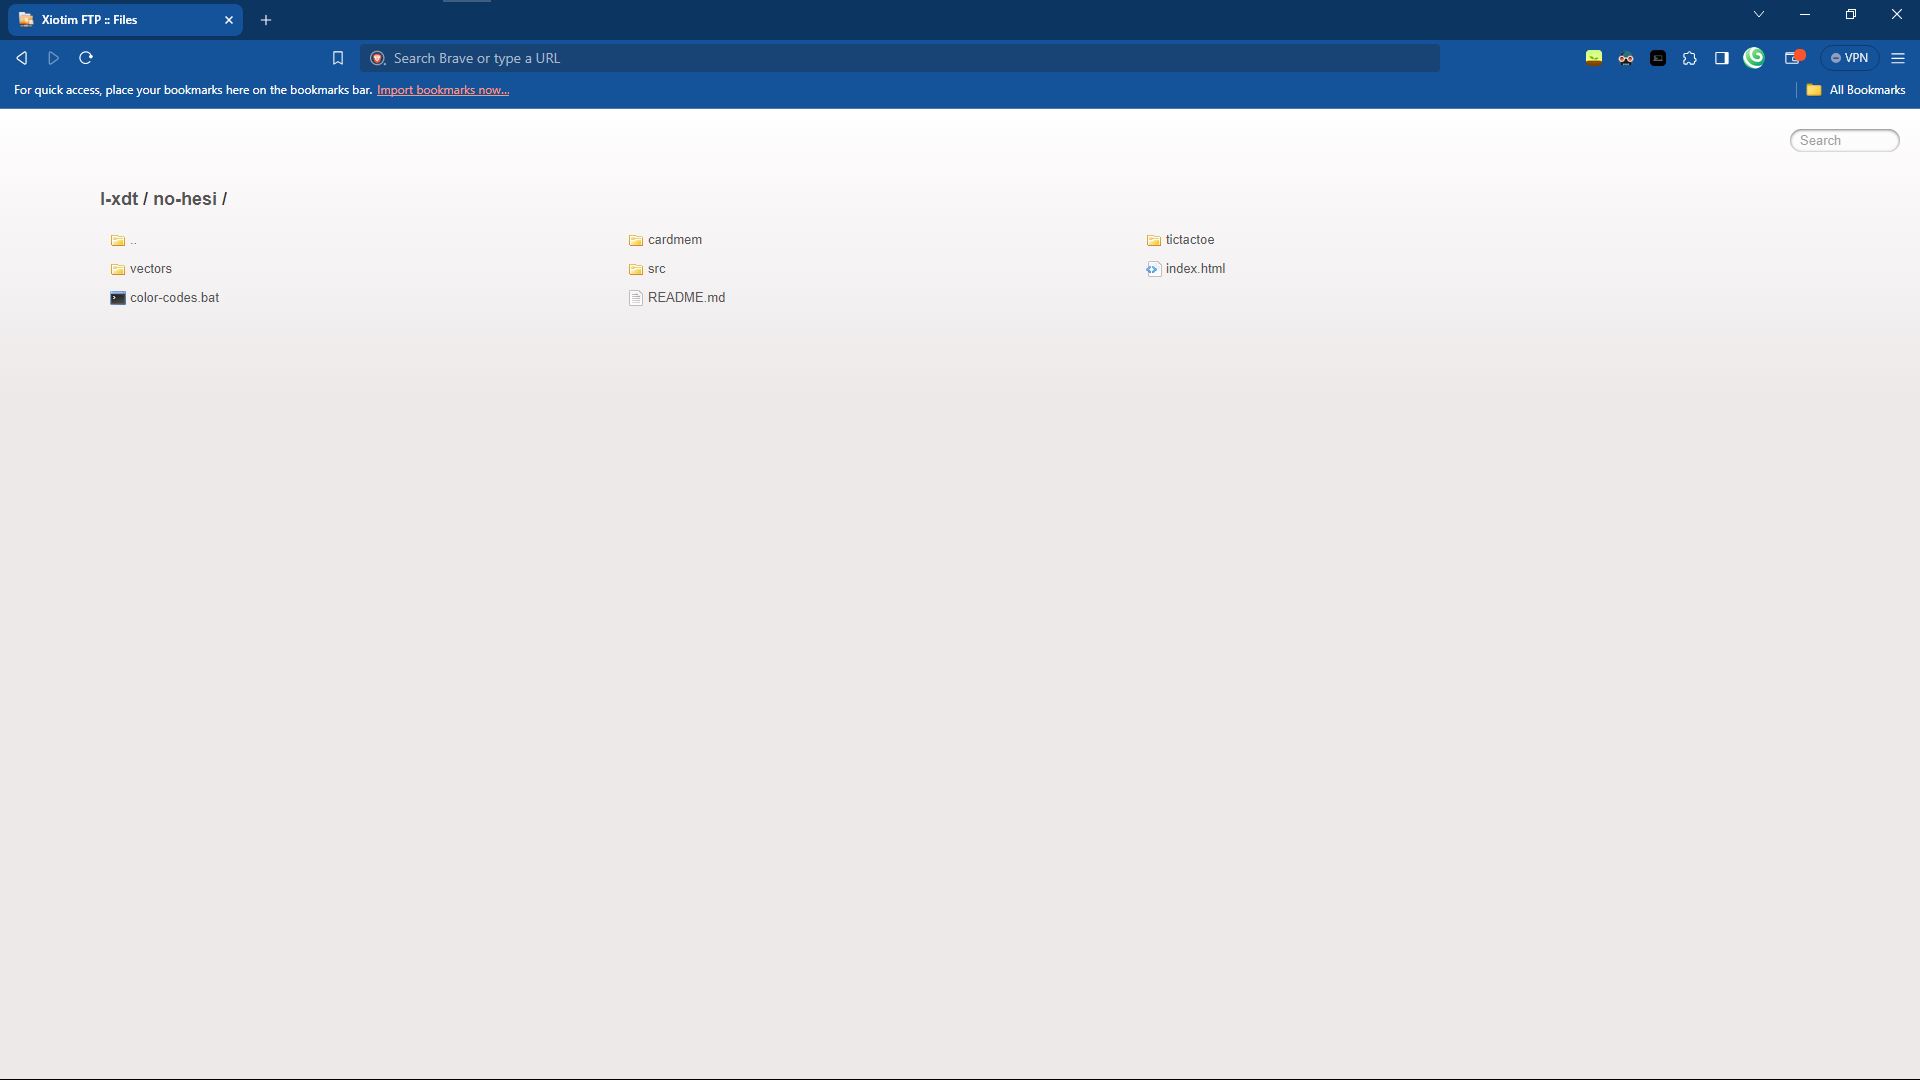 Xiotim FTP :: Files
Search Brave or type a URL
VPN
For quick access, place your bookmarks here on the bookmarks bar. Import bookmarks now...
All Bookmarks
Search
l-xdt / no-hesi /
.. cardmem tictactoe
vectors src index.html
color-codes.bat README.md